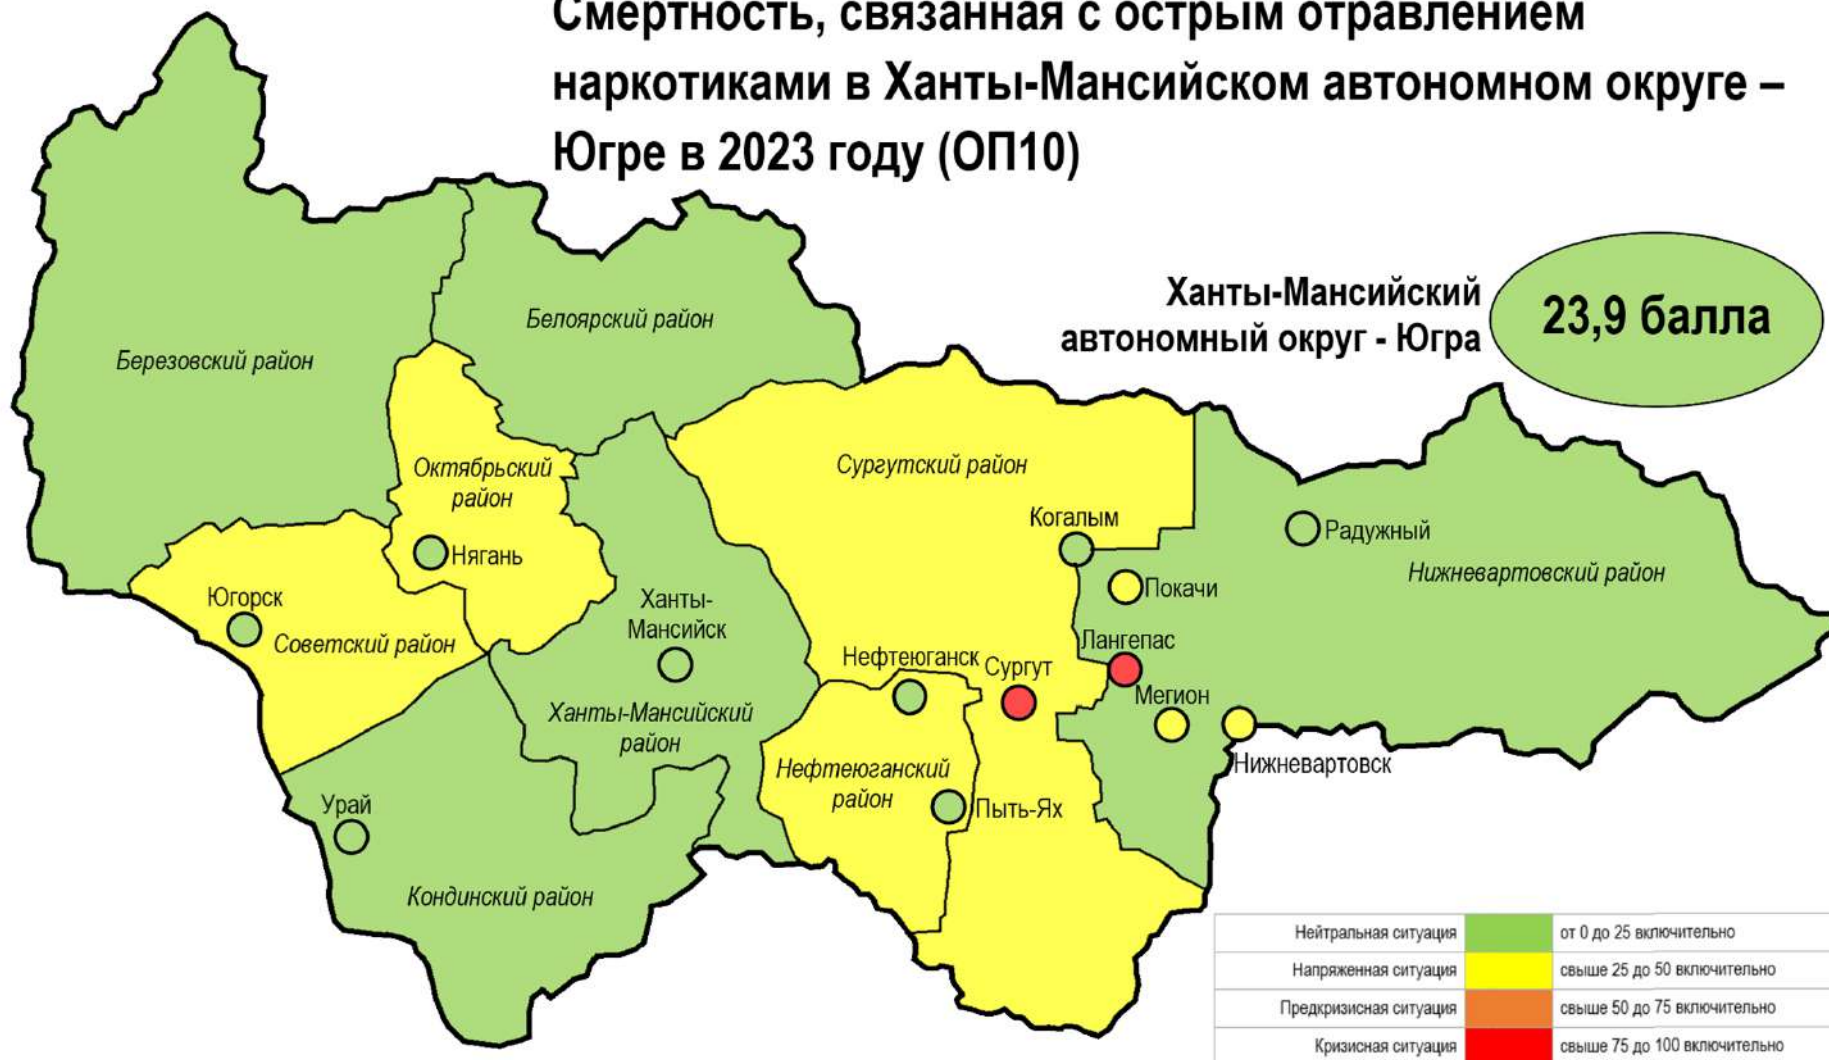 Смертность, связанная с острым отравлением
наркотиками в Ханты-Мансийском автономном округе –
Югре в 2023 году (ОП10)
Ханты-Мансийский
автономный округ - Югра
23,9 балла
Белоярский район
Березовский район
Октябрьский
район
Сургутский район
Когалым
Радужный
Нягань
Нижневартовский район
Покачи
Югорск
Ханты-
Мансийск
Советский район
Лангепас
Нефтеюганск
Сургут
Мегион
Ханты-Мансийский
район
Нефтеюганский
район
Нижневартовск
Урай
Пыть-Ях
Кондинский район
Нейтральная ситуация от 0 до 25 включительно
Напряженная ситуация свыше 25 до 50 включительно
Предкризисная ситуация свыше 50 до 75 включительно
Кризисная ситуация свыше 75 до 100 включительно